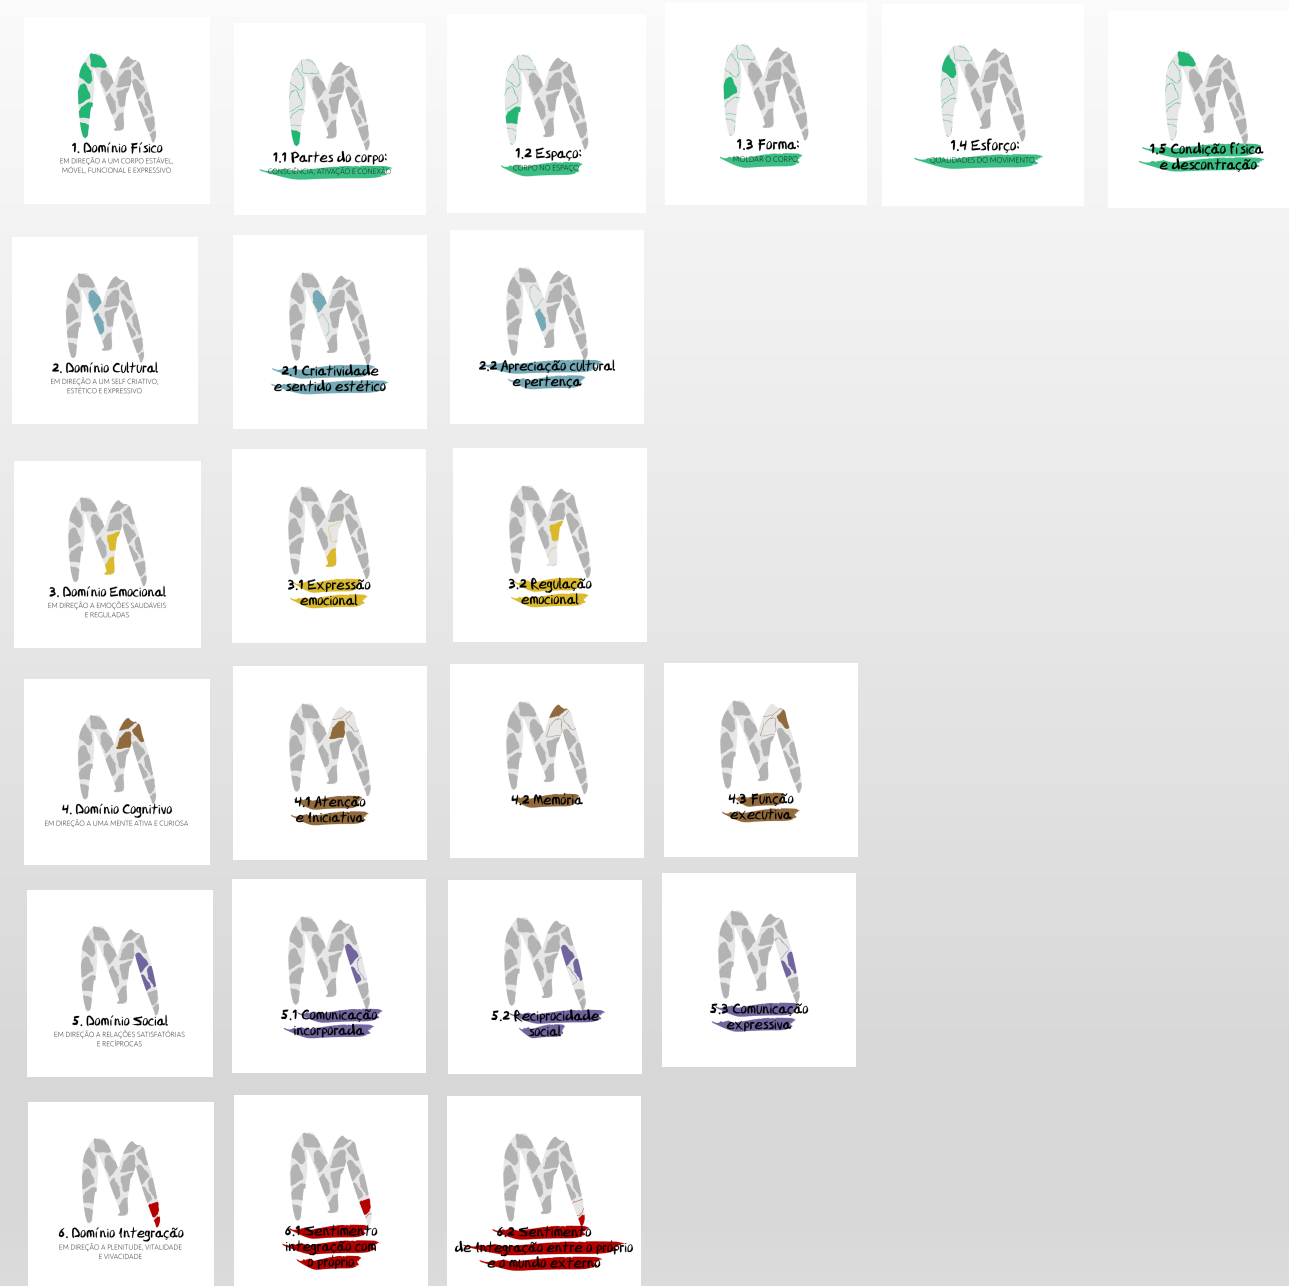 1. Domínio Físico
EM DIREÇÃO A UM CORPO ESTÁVEL,
MÓVEL, FUNCIONAL E EXPRESSIVO
1.1 Partes do corpo:
CONSCIÊNCIA, ATIVAÇÃO E CONEXÃO
1.2 Espaço:
CORPO NO ESPAÇO
1.3 Forma:
MOLDAR O CORPO
1.4 Esforço:
QUALIDADES DO MOVIMENTO
1.5 Condição física
e descontração
2. Domínio Cultural
EM DIREÇÃO A UM SELF CRIATIVO,
ESTÉTICO E EXPRESSIVO
2.1 Criatividade
e sentido estético
2.2 Apreciação cultural
e pertença
3. Domínio Emocional
EM DIREÇÃO A EMOÇÕES SAUDÁVEIS
E REGULADAS
3.1 Expressão
emocional
3.2 Regulação
emocional
4. Domínio Cognitivo
EM DIREÇÃO A UMA MENTE ATIVA E CURIOSA
4.1 Atenção
e Iniciativa
4.2 Memória
4.3 Função
executiva
5. Domínio Social
EM DIREÇÃO A RELAÇÕES SATISFATÓRIAS
E RECÍPROCAS
5.1 Comunicação
incorporada
5.2 Reciprocidade
social
5.3 Comunicação
expressiva
6. Domínio Integração
EM DIREÇÃO A PLENITUDE, VITALIDADE
E VIVACIDADE
6.1 Sentimento
integração com
o próprio
6.2 Sentimento
de Integração entre o próprio
e o mundo externo